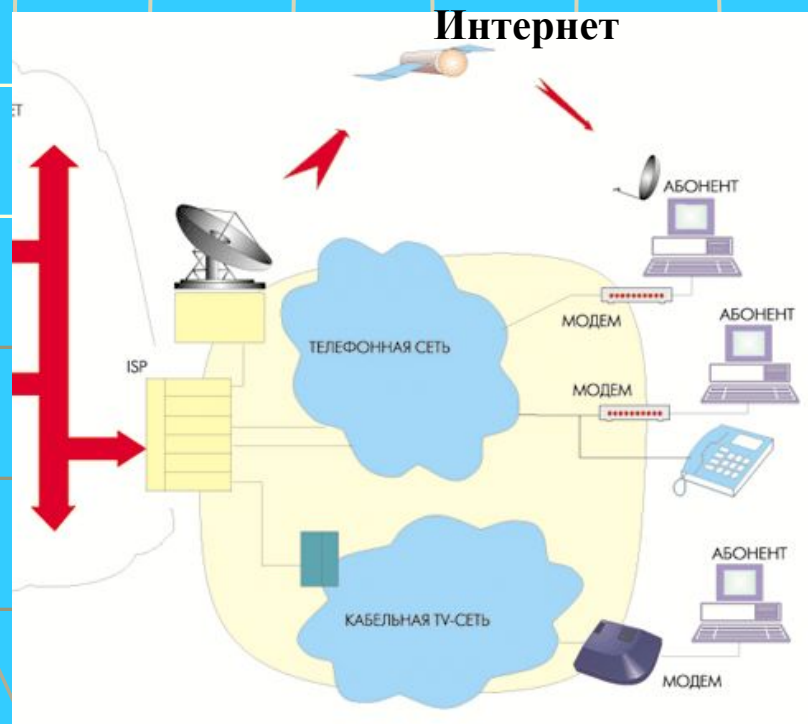 Интернет
АБОНЕНТ
МОДЕМ
АБОНЕНТ
ТЕЛЕФОННАЯ СЕТЬ
ISP
МОДЕМ
АБОНЕНТ
КАБЕЛЬНАЯ TV-СЕТЬ
МОДЕМ